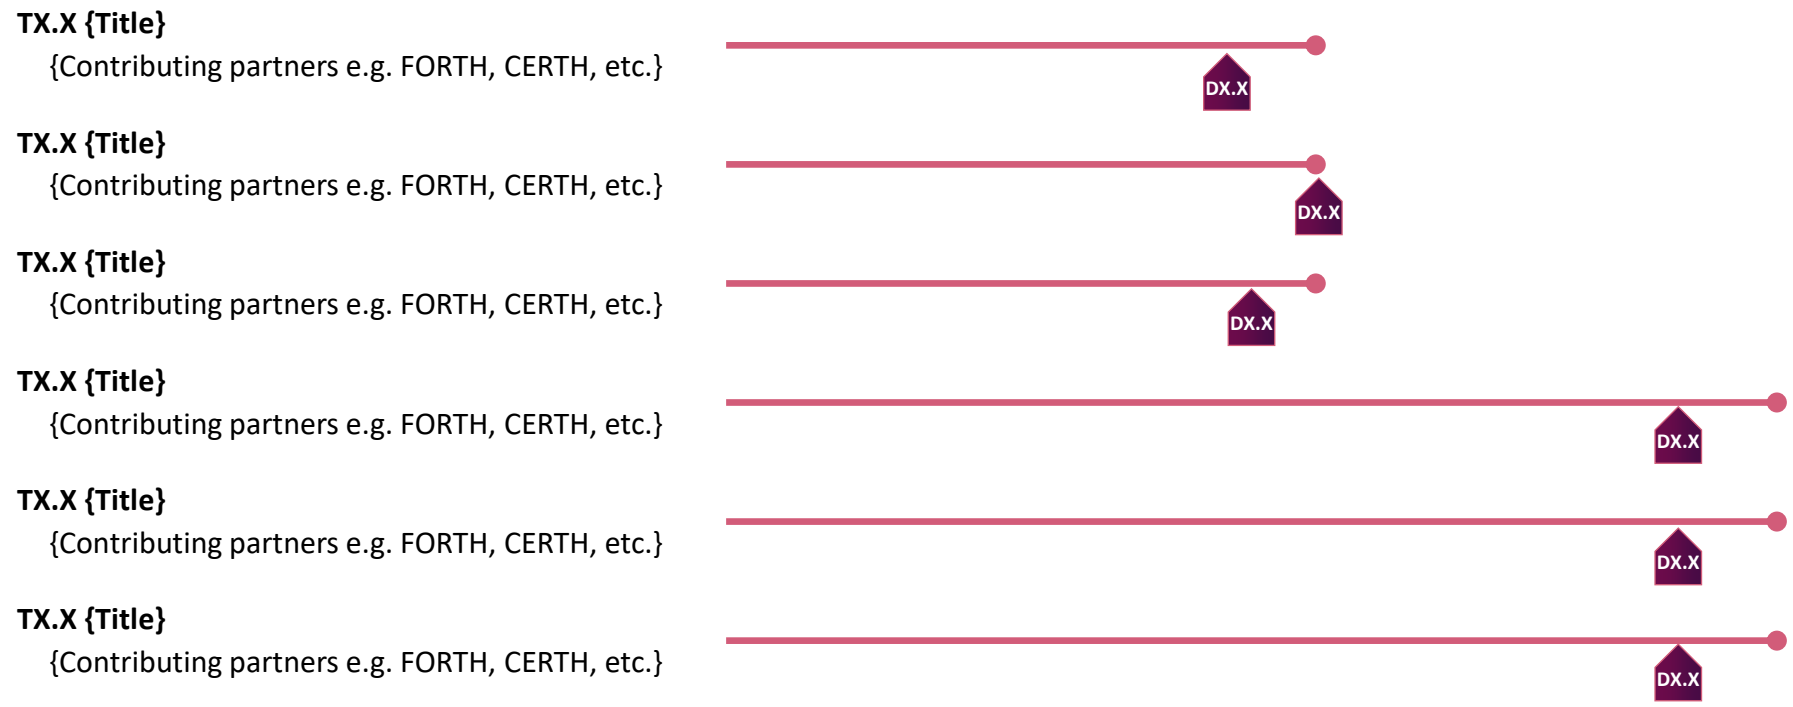 TX.X {Title}
{Contributing partners e.g. FORTH, CERTH, etc.}
DX.X
TX.X {Title}
{Contributing partners e.g. FORTH, CERTH, etc.}
DX.X
TX.X {Title}
{Contributing partners e.g. FORTH, CERTH, etc.}
DX.X
TX.X {Title}
{Contributing partners e.g. FORTH, CERTH, etc.}
DX.X
TX.X {Title}
{Contributing partners e.g. FORTH, CERTH, etc.}
DX.X
TX.X {Title}
{Contributing partners e.g. FORTH, CERTH, etc.}
DX.X